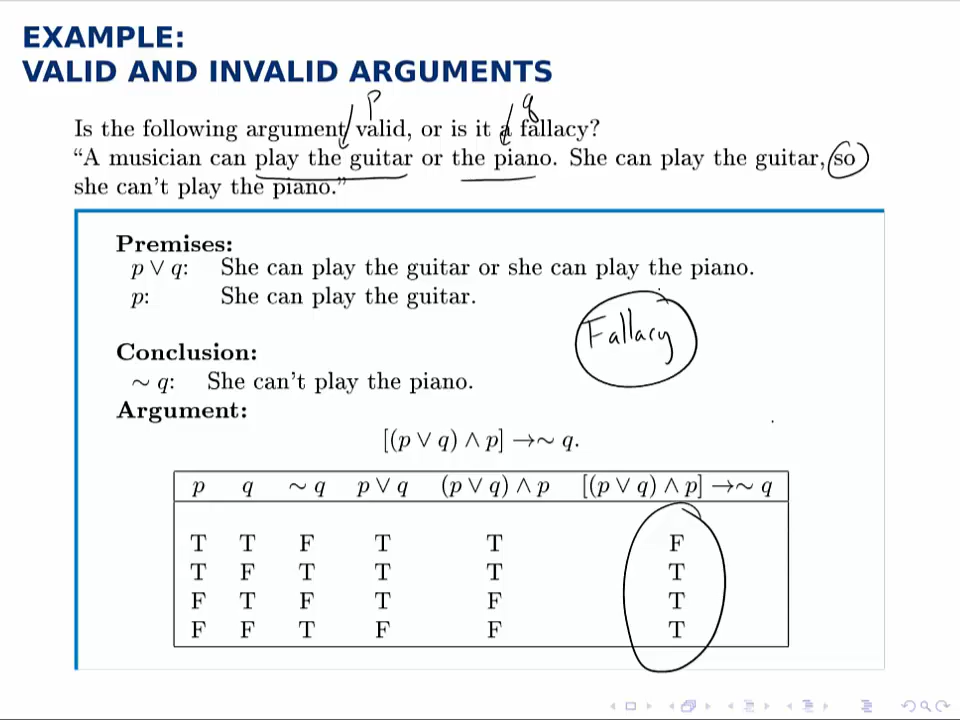 EXAMPLE:
VALID AND INVALID ARGUMENTS
p q
Is the following argument valid, or is it a fallacy?
“A musician can play the guitar or the piano. She can play the guitar, so
she can’t play the piano.”
Premises:
p ∨ q: She can play the guitar or she can play the piano.
p: She can play the guitar.
Fallacy
Conclusion:
∼ q: She can’t play the piano.
Argument:
[(p ∨ q) ∧ p] →∼ q.
p q ∼ q p ∨ q (p ∨ q) ∧ p [(p ∨ q) ∧ p] →∼ q
T T F T T F
T F T T T T
F T F T F T
F F T F F T